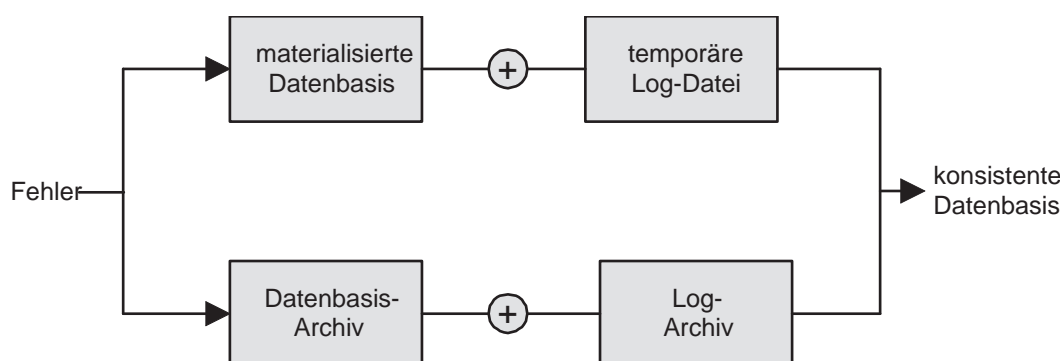 materialisierte
Datenbasis
+
temporäre
Log-Datei
Fehler
konsistente
Datenbasis
Datenbasis-
Archiv
+
Log-
Archiv